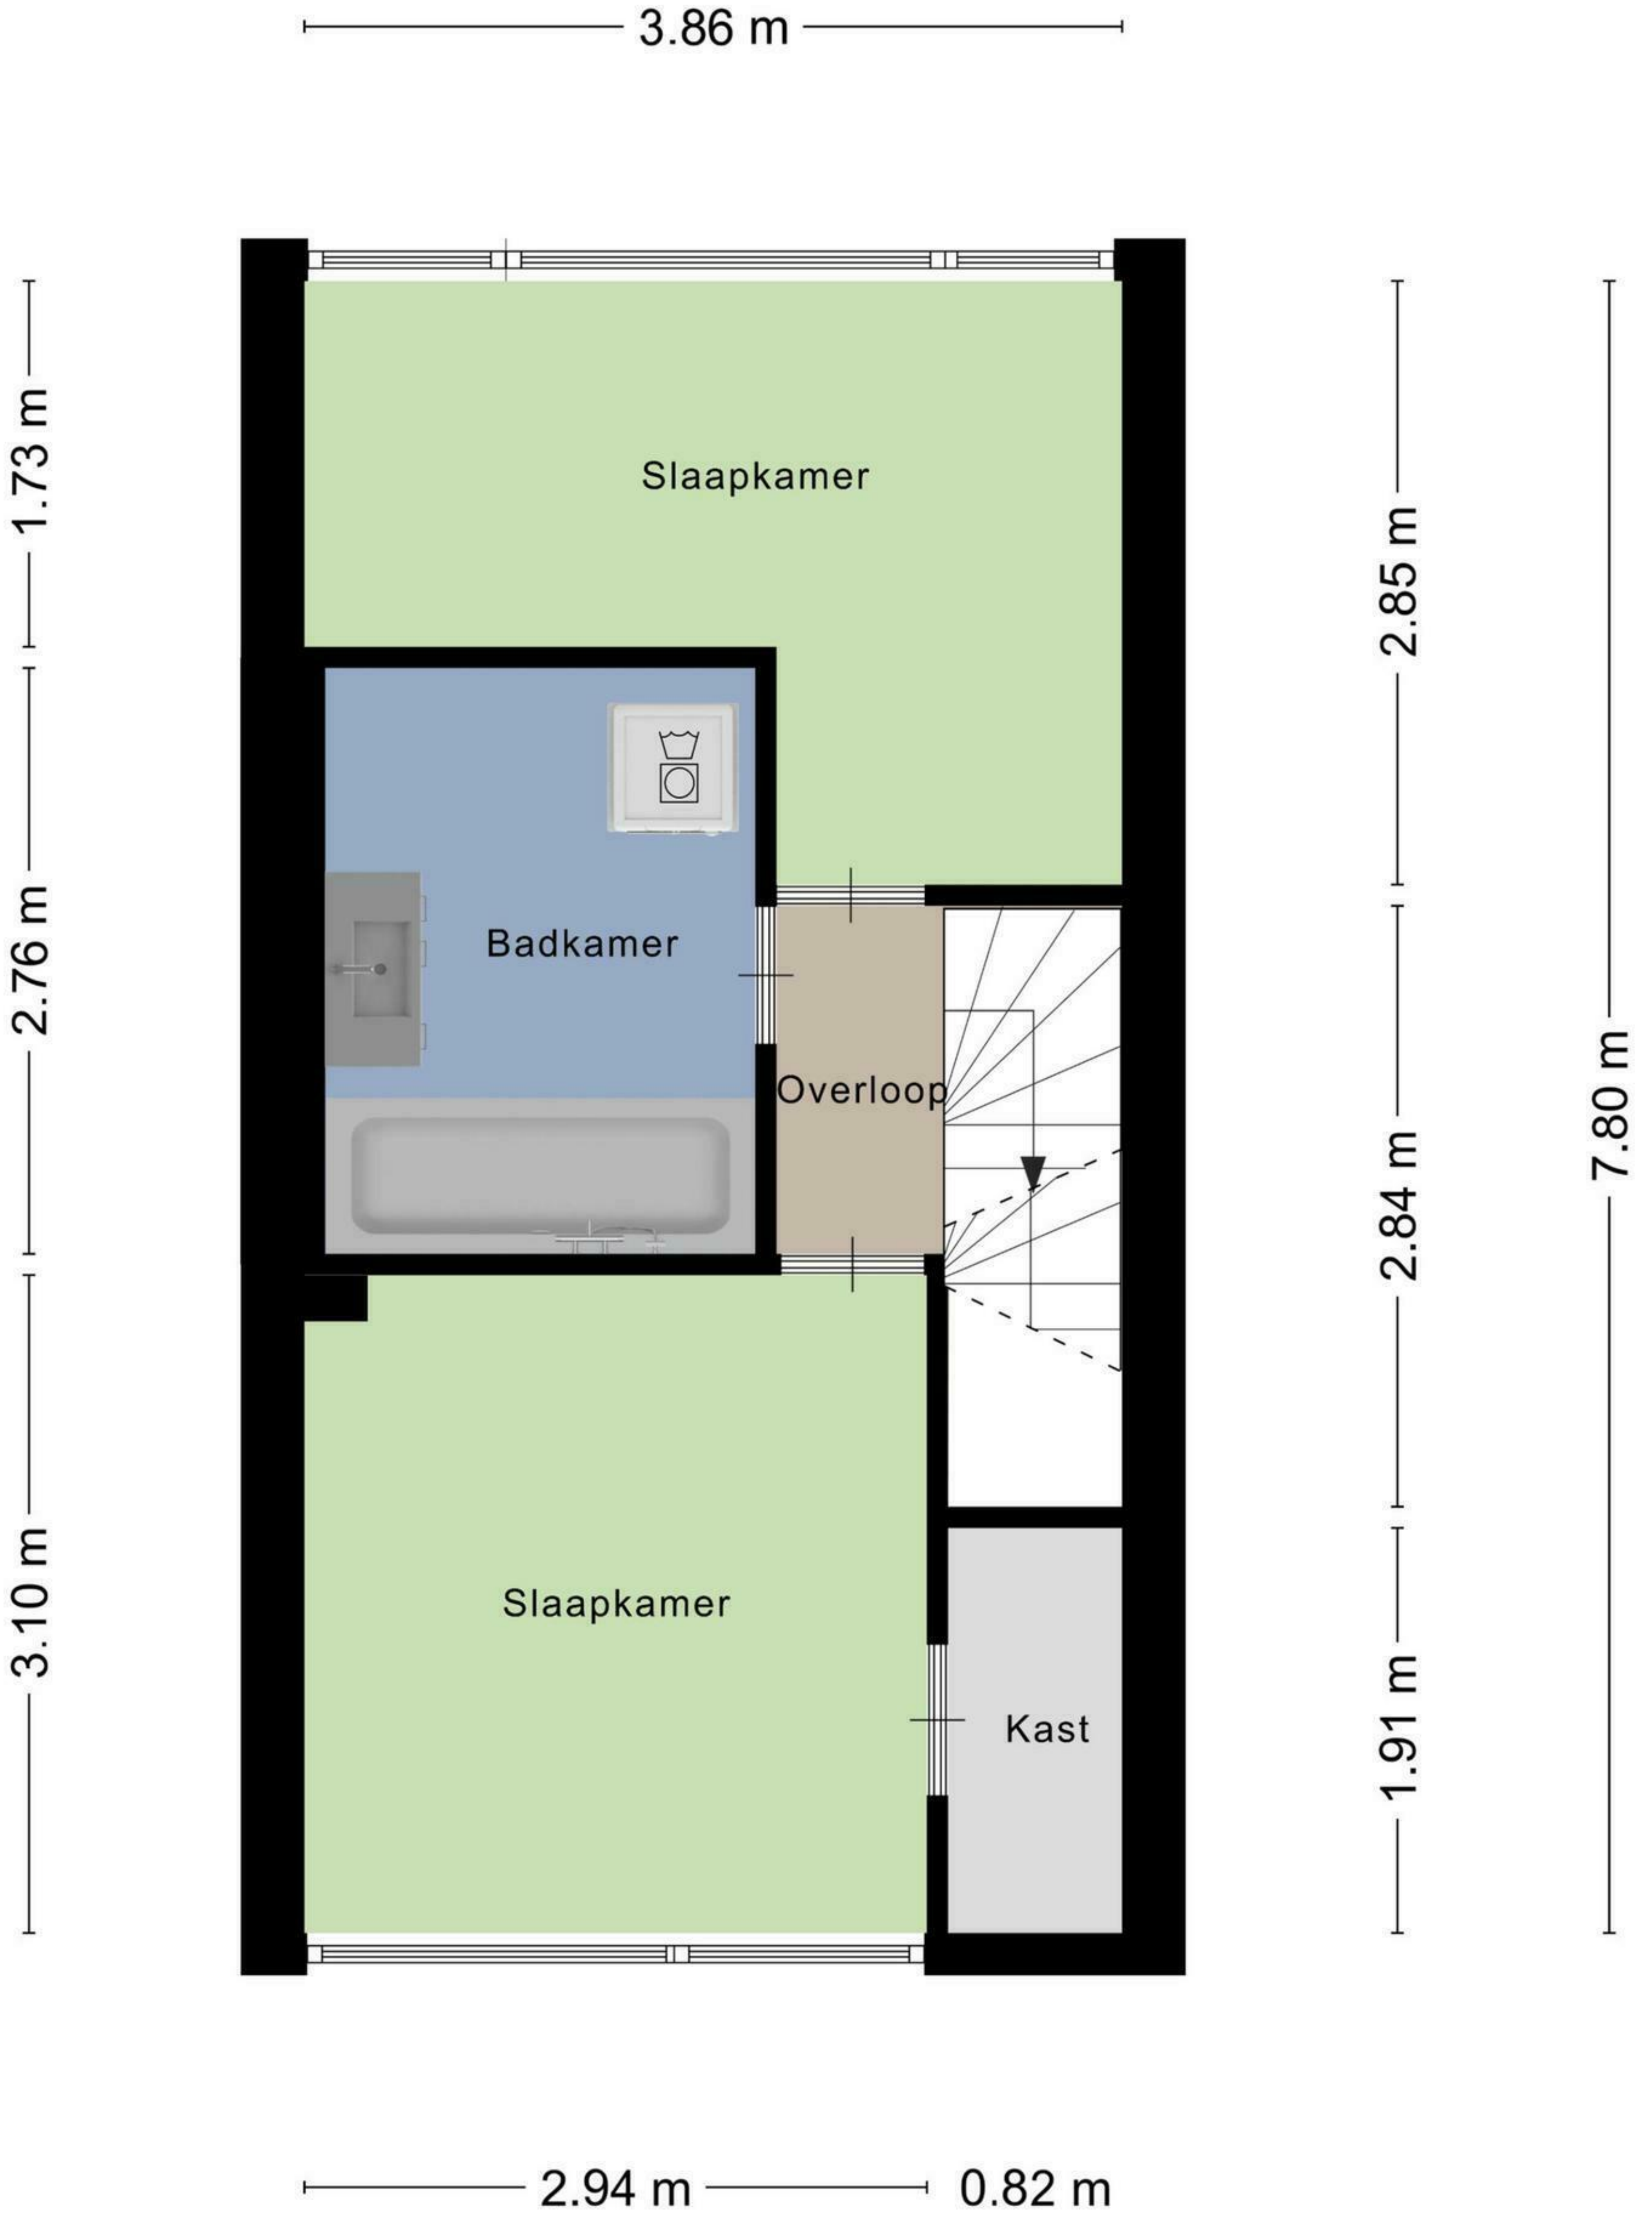 3.86 m
1.73 m
Slaapkamer
2.85 m
2.76 m
Badkamer
Overloop
7.80 m
2.84 m
3.10 m
Slaapkamer
Kast
1.91 m
2.94 m
0.82 m